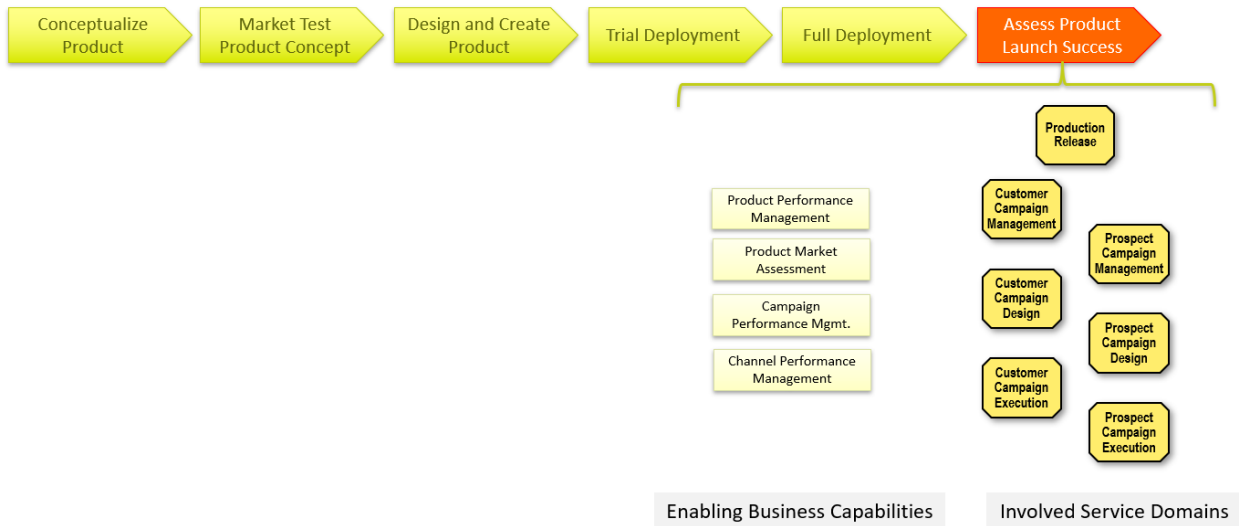 Conceptualize
Product
Market Test
Product Concept
Design and Create
Product
Trial Deployment
Full Deployment
Assess Product
Launch Success
Production
Release
Product Performance
Management
Product Market
Assessment
Campaign
Performance Mgmt.
Channel Performance
Management
Customer
Campaign
Management
Prospect
Campaign
Management
Customer
Campaign
Design
Prospect
Campaign
Design
Customer
Campaign
Execution
Prospect
Campaign
Execution
Enabling Business Capabilities
Involved Service Domains